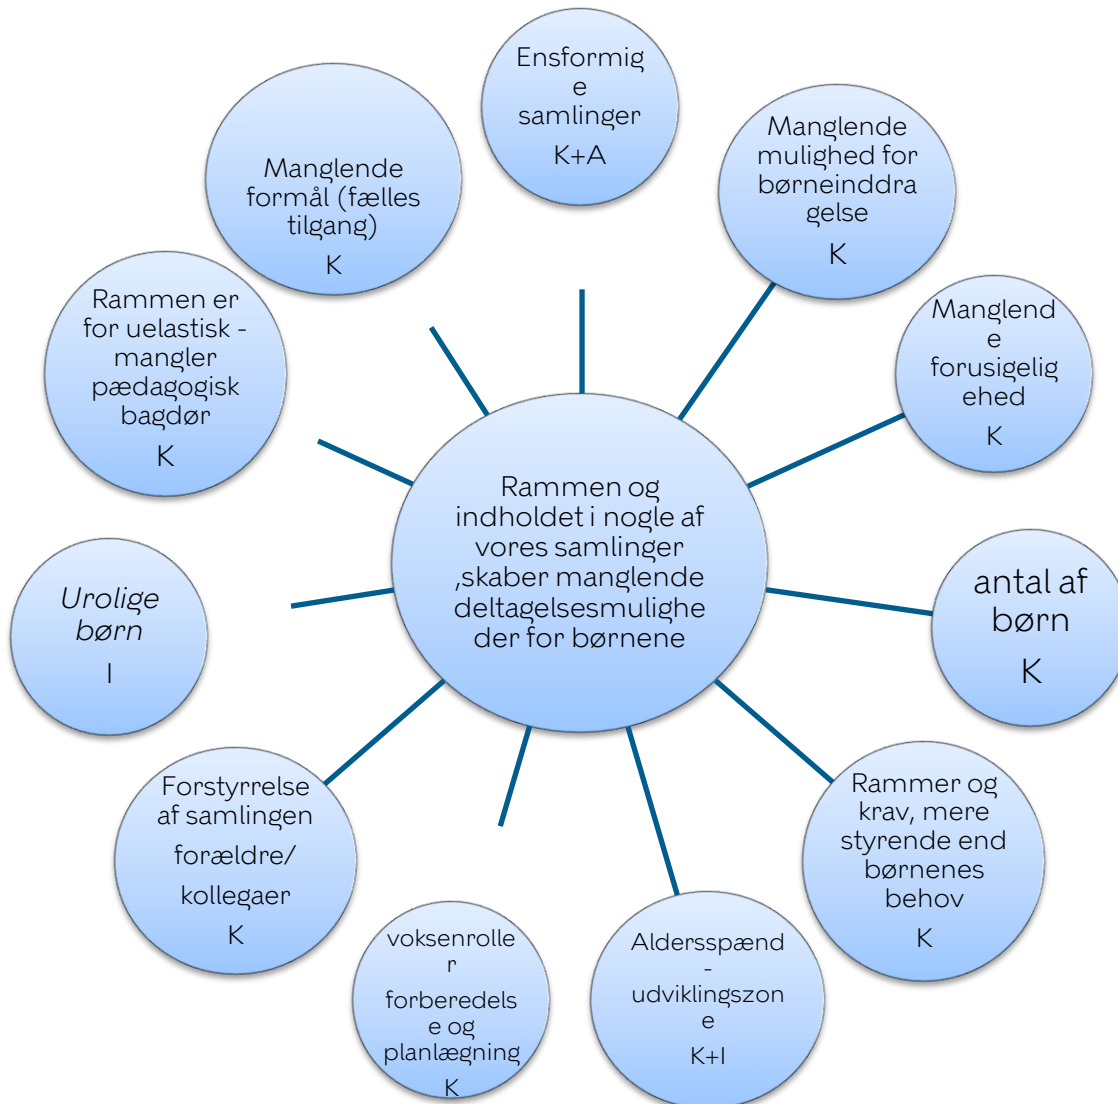 Ensformig
e
samlinger
K+A
Manglende
mulighed for
børneinddra
gelse
K
Manglend
e
forusigelig
ehed
K
antal af
børn
K
Rammer og
krav, mere
styrende end
børnenes
behov
K
Aldersspænd
-
udviklingszon
e
K+I
voksenrolle
r
forberedels
e og
planlægning
K
Forstyrrelse
af samlingen
forældre/
kollegaer
K
Urolige
børn
I
Rammen er
for uelastisk -
mangler
pædagogisk
bagdør
K
Manglende
formål (fælles
tilgang)
K
Rammen og
indholdet i nogle af
vores samlinger
,skaber manglende
deltagelsesmulighe
der for børnene